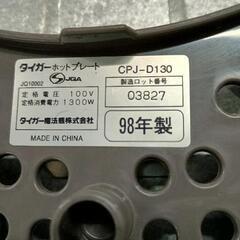 タイガーホットプレート CPJ-D130
JQ10002 JQA 製造ロット番号
定格電圧 100V 03827
定格消費電力 1300W
タイガー魔法瓶株式会社 98年製
MADE IN CHINA